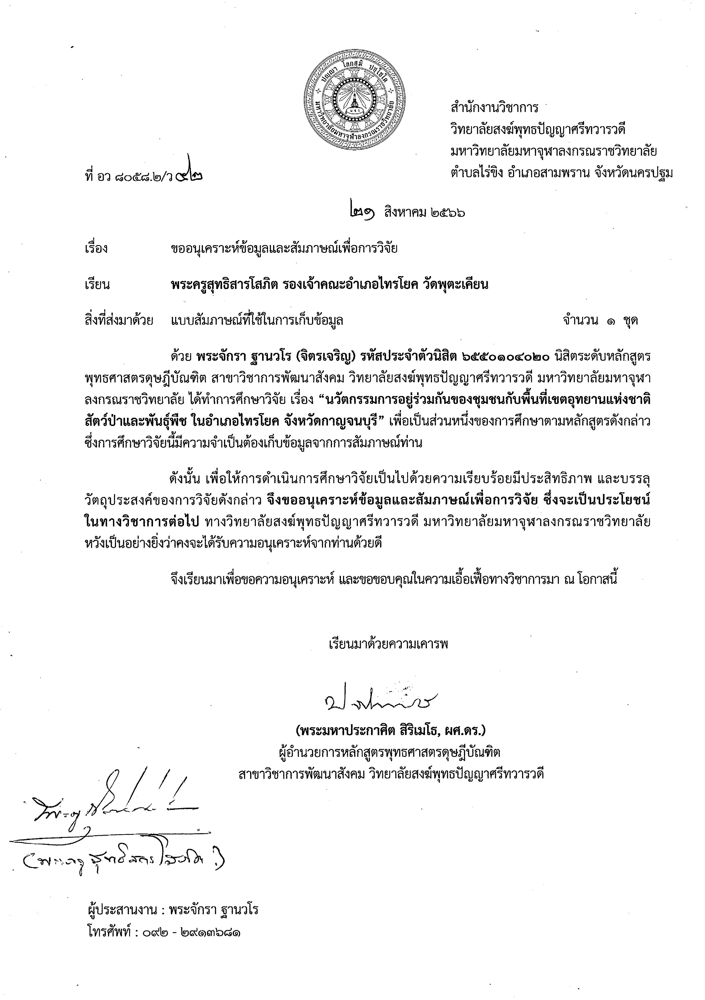 ปญฺญา โลกสฺมิ ปชฺโชโต
มหาวิทยาลัยมหาจุฬาลงกรณราชวิทยาลัย
มจร
สำนักงานวิชาการ
วิทยาลัยสงฆ์พุทธปัญญาศรีทวารวดี
มหาวิทยาลัยมหาจุฬาลงกรณราชวิทยาลัย
ที่ อว ๘๐๕๘.๒/ว ๙๒
ตำบลไร่ขิง อำเภอสามพราน จังหวัดนครปฐม
๒๑ สิงหาคม ๒๕๖๖
เรื่อง ขออนุเคราะห์ข้อมูลและสัมภาษณ์เพื่อการวิจัย
เรียน พระครูสุทธิสารโสภิต รองเจ้าคณะอำเภอไทรโยค วัดพุตะเคียน
สิ่งที่ส่งมาด้วย แบบสัมภาษณ์ที่ใช้ในการเก็บข้อมูล จำนวน ๑ ชุด
ด้วย พระจักรา ฐานวโร (จิตรเจริญ) รหัสประจำตัวนิสิต ๖๕๕๐๑๐๔๐๒๐ นิสิตระดับหลักสูตร
พุทธศาสตรดุษฎีบัณฑิต สาขาวิชาการพัฒนาสังคม วิทยาลัยสงฆ์พุทธปัญญาศรีทวารวดี มหาวิทยาลัยมหาจุฬา
ลงกรณราชวิทยาลัย ได้ทำการศึกษาวิจัย เรื่อง “นวัตกรรมการอยู่ร่วมกันของชุมชนกับพื้นที่เขตอุทยานแห่งชาติ
สัตว์ป่าและพันธุ์พืช ในอำเภอไทรโยค จังหวัดกาญจนบุรี” เพื่อเป็นส่วนหนึ่งของการศึกษาตามหลักสูตรดังกล่าว
ซึ่งการศึกษาวิจัยนี้มีความจำเป็นต้องเก็บข้อมูลจากการสัมภาษณ์ท่าน
ดังนั้น เพื่อให้การดำเนินการศึกษาวิจัยเป็นไปด้วยความเรียบร้อยมีประสิทธิภาพ และบรรลุ
วัตถุประสงค์ของการวิจัยดังกล่าว จึงขออนุเคราะห์ข้อมูลและสัมภาษณ์เพื่อการวิจัย ซึ่งจะเป็นประโยชน์
ในทางวิชาการต่อไป ทางวิทยาลัยสงฆ์พุทธปัญญาศรีทวารวดี มหาวิทยาลัยมหาจุฬาลงกรณราชวิทยาลัย
หวังเป็นอย่างยิ่งว่าคงจะได้รับความอนุเคราะห์จากท่านด้วยดี
จึงเรียนมาเพื่อขอความอนุเคราะห์ และขอขอบคุณในความเอื้อเฟื้อทางวิชาการมา ณ โอกาสนี้
เรียนมาด้วยความเคารพ
(พระมหาประกาศิต สิริเมโธ, ผศ.ดร.)
ผู้อำนวยการหลักสูตรพุทธศาสตรดุษฎีบัณฑิต
สาขาวิชาการพัฒนาสังคม วิทยาลัยสงฆ์พุทธปัญญาศรีทวารวดี
(พระครูสุทธิสารโสภิต)
ผู้ประสานงาน : พระจักรา ฐานวโร
โทรศัพท์ : ๐๙๒ - ๒๙๑๓๖๘๑